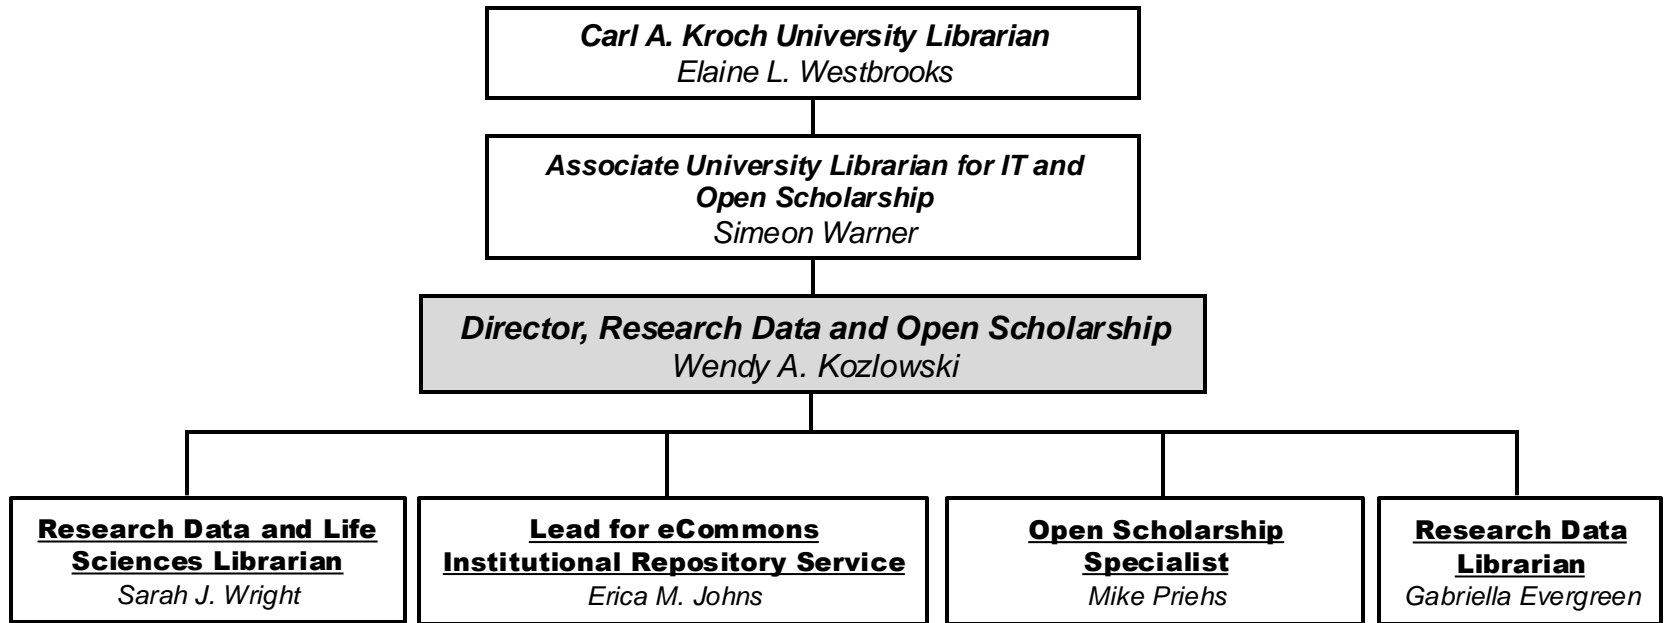 Carl A. Kroch University Librarian
Elaine L. Westbrooks
Associate University Librarian for IT and
Open Scholarship
Simeon Warner
Director, Research Data and Open Scholarship
Wendy A. Kozlowski
Research Data and Life
Sciences Librarian
Sarah J. Wright
Lead for eCommons
Institutional Repository Service
Erica M. Johns
Open Scholarship
Specialist
Mike Priehs
Research Data
Librarian
Gabriella Evergreen